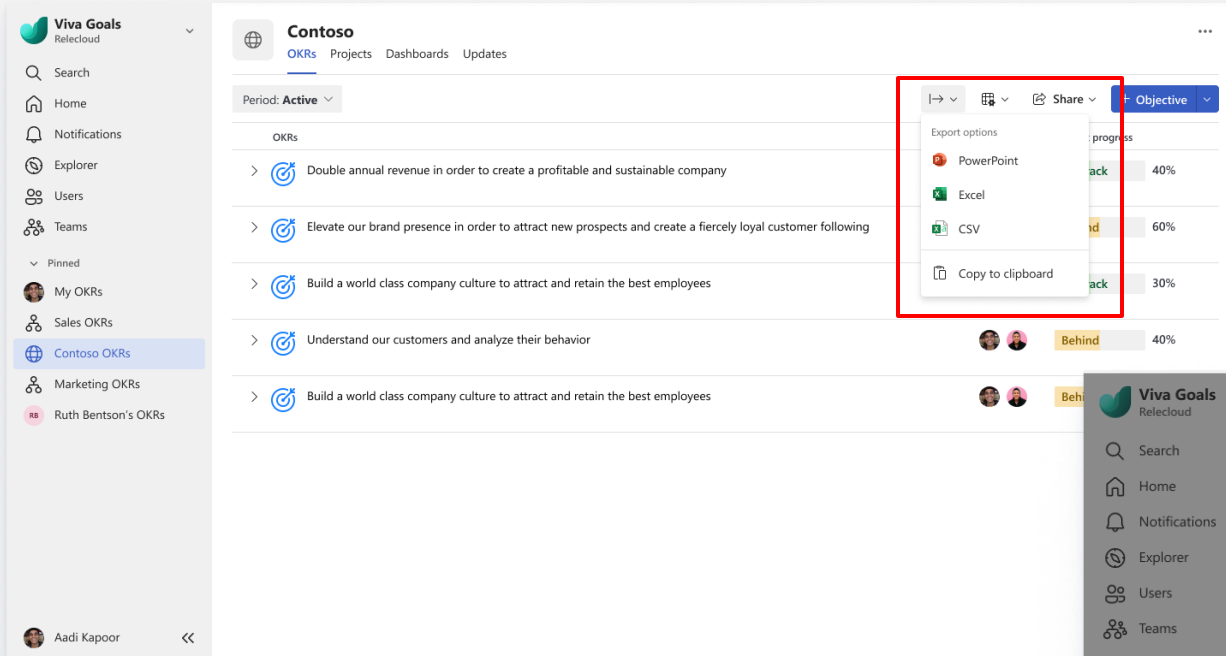 Viva Goals
Relecloud
Search
Home
Notifications
Explorer
Users
Teams
Pinned
My OKRs
Sales OKRs
Contoso OKRs
Marketing OKRs
RB Ruth Bentson's OKRs
Aadi Kapoor
Contoso
OKRs Projects Dashboards Updates
Period: Active
Share
+ Objective
OKRs
progress
Export options
PowerPoint
Excel
CSV
Copy to clipboard
Double annual revenue in order to create a profitable and sustainable company
40%
Elevate our brand presence in order to attract new prospects and create a fiercely loyal customer following
60%
Build a world class company culture to attract and retain the best employees
30%
Understand our customers and analyze their behavior
Behind 40%
Build a world class company culture to attract and retain the best employees
Viva Goals
Relecloud
Search
Home
Notifications
Explorer
Users
Teams